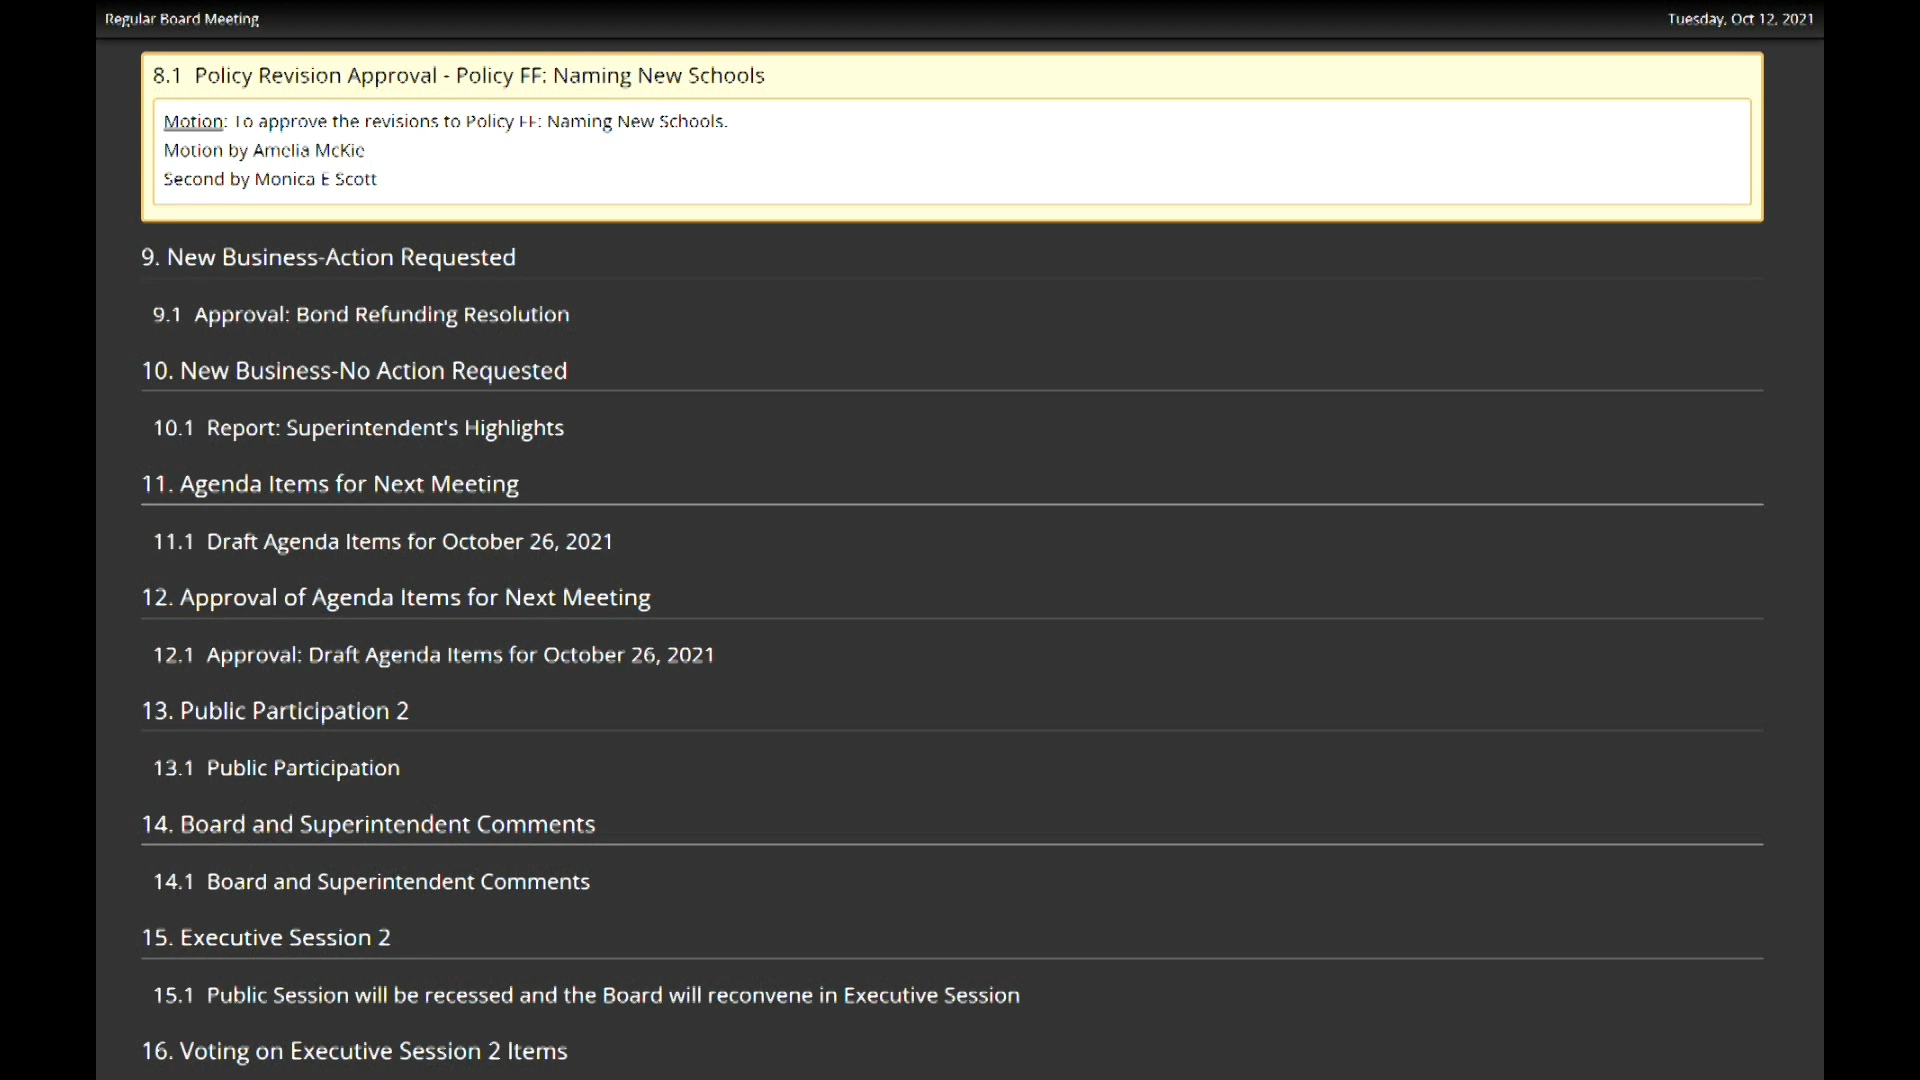 Regular Board Meeting
Tuesday, Oct 12, 2021
8.1 Policy Revision Approval - Policy FF: Naming New Schools
Motion: To approve the revisions to Policy FF: Naming New Schools.
Motion by Amelia McKie
Second by Monica E Scott
9. New Business-Action Requested
9.1 Approval: Bond Refunding Resolution
10. New Business-No Action Requested
10.1 Report: Superintendent's Highlights
11. Agenda Items for Next Meeting
11.1 Draft Agenda Items for October 26, 2021
12. Approval of Agenda Items for Next Meeting
12.1 Approval: Draft Agenda Items for October 26, 2021
13. Public Participation 2
13.1 Public Participation
14. Board and Superintendent Comments
14.1 Board and Superintendent Comments
15. Executive Session 2
15.1 Public Session will be recessed and the Board will reconvene in Executive Session
16. Voting on Executive Session 2 Items